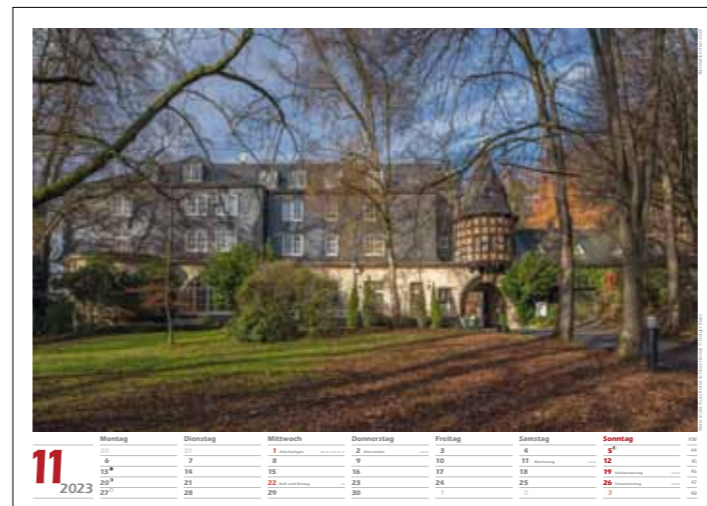 Montag Dienstag Mittwoch Donnerstag Freitag Samstag Sonntag KW
30 31 1 Allerheiligen 2 Allerseelen 3 4 5 44
6 7 8 9 10 11 Martinstag 12 45
13 14 15 16 17 18 19 Volkstrauertag 46
20 21 22 Buß- und Bettag 23 24 25 26 Totensonntag 47
27 28 29 30 1 2 3 48
11
2023